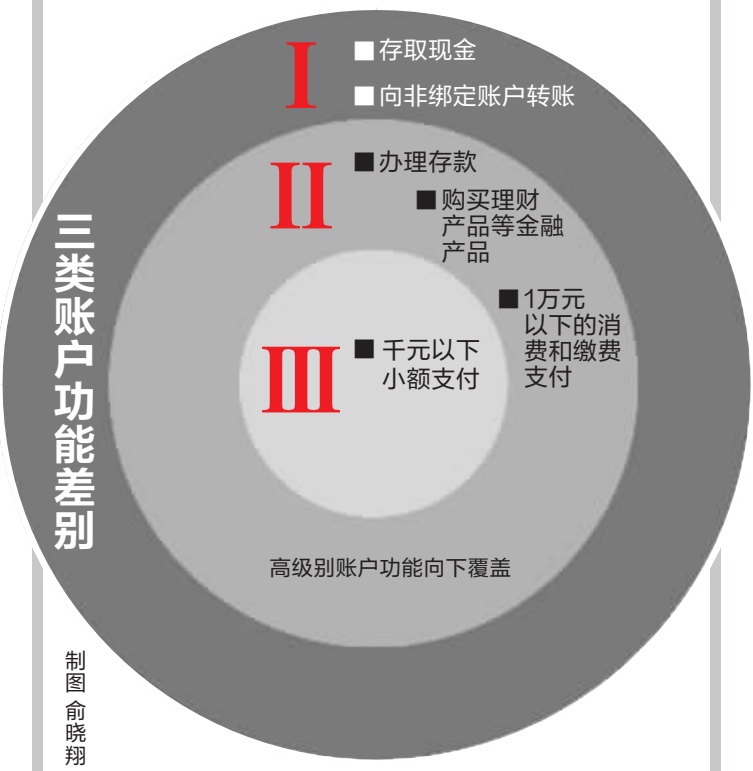 三类账户功能差别
I
■存取现金
■向非绑定账户转账
II
■办理存款
■购买理财
产品等金融
产品
■1万元
以下的消
费和缴费
支付
III
■千元以下
小额支付
高级别账户功能向下覆盖
制图 俞晓翔